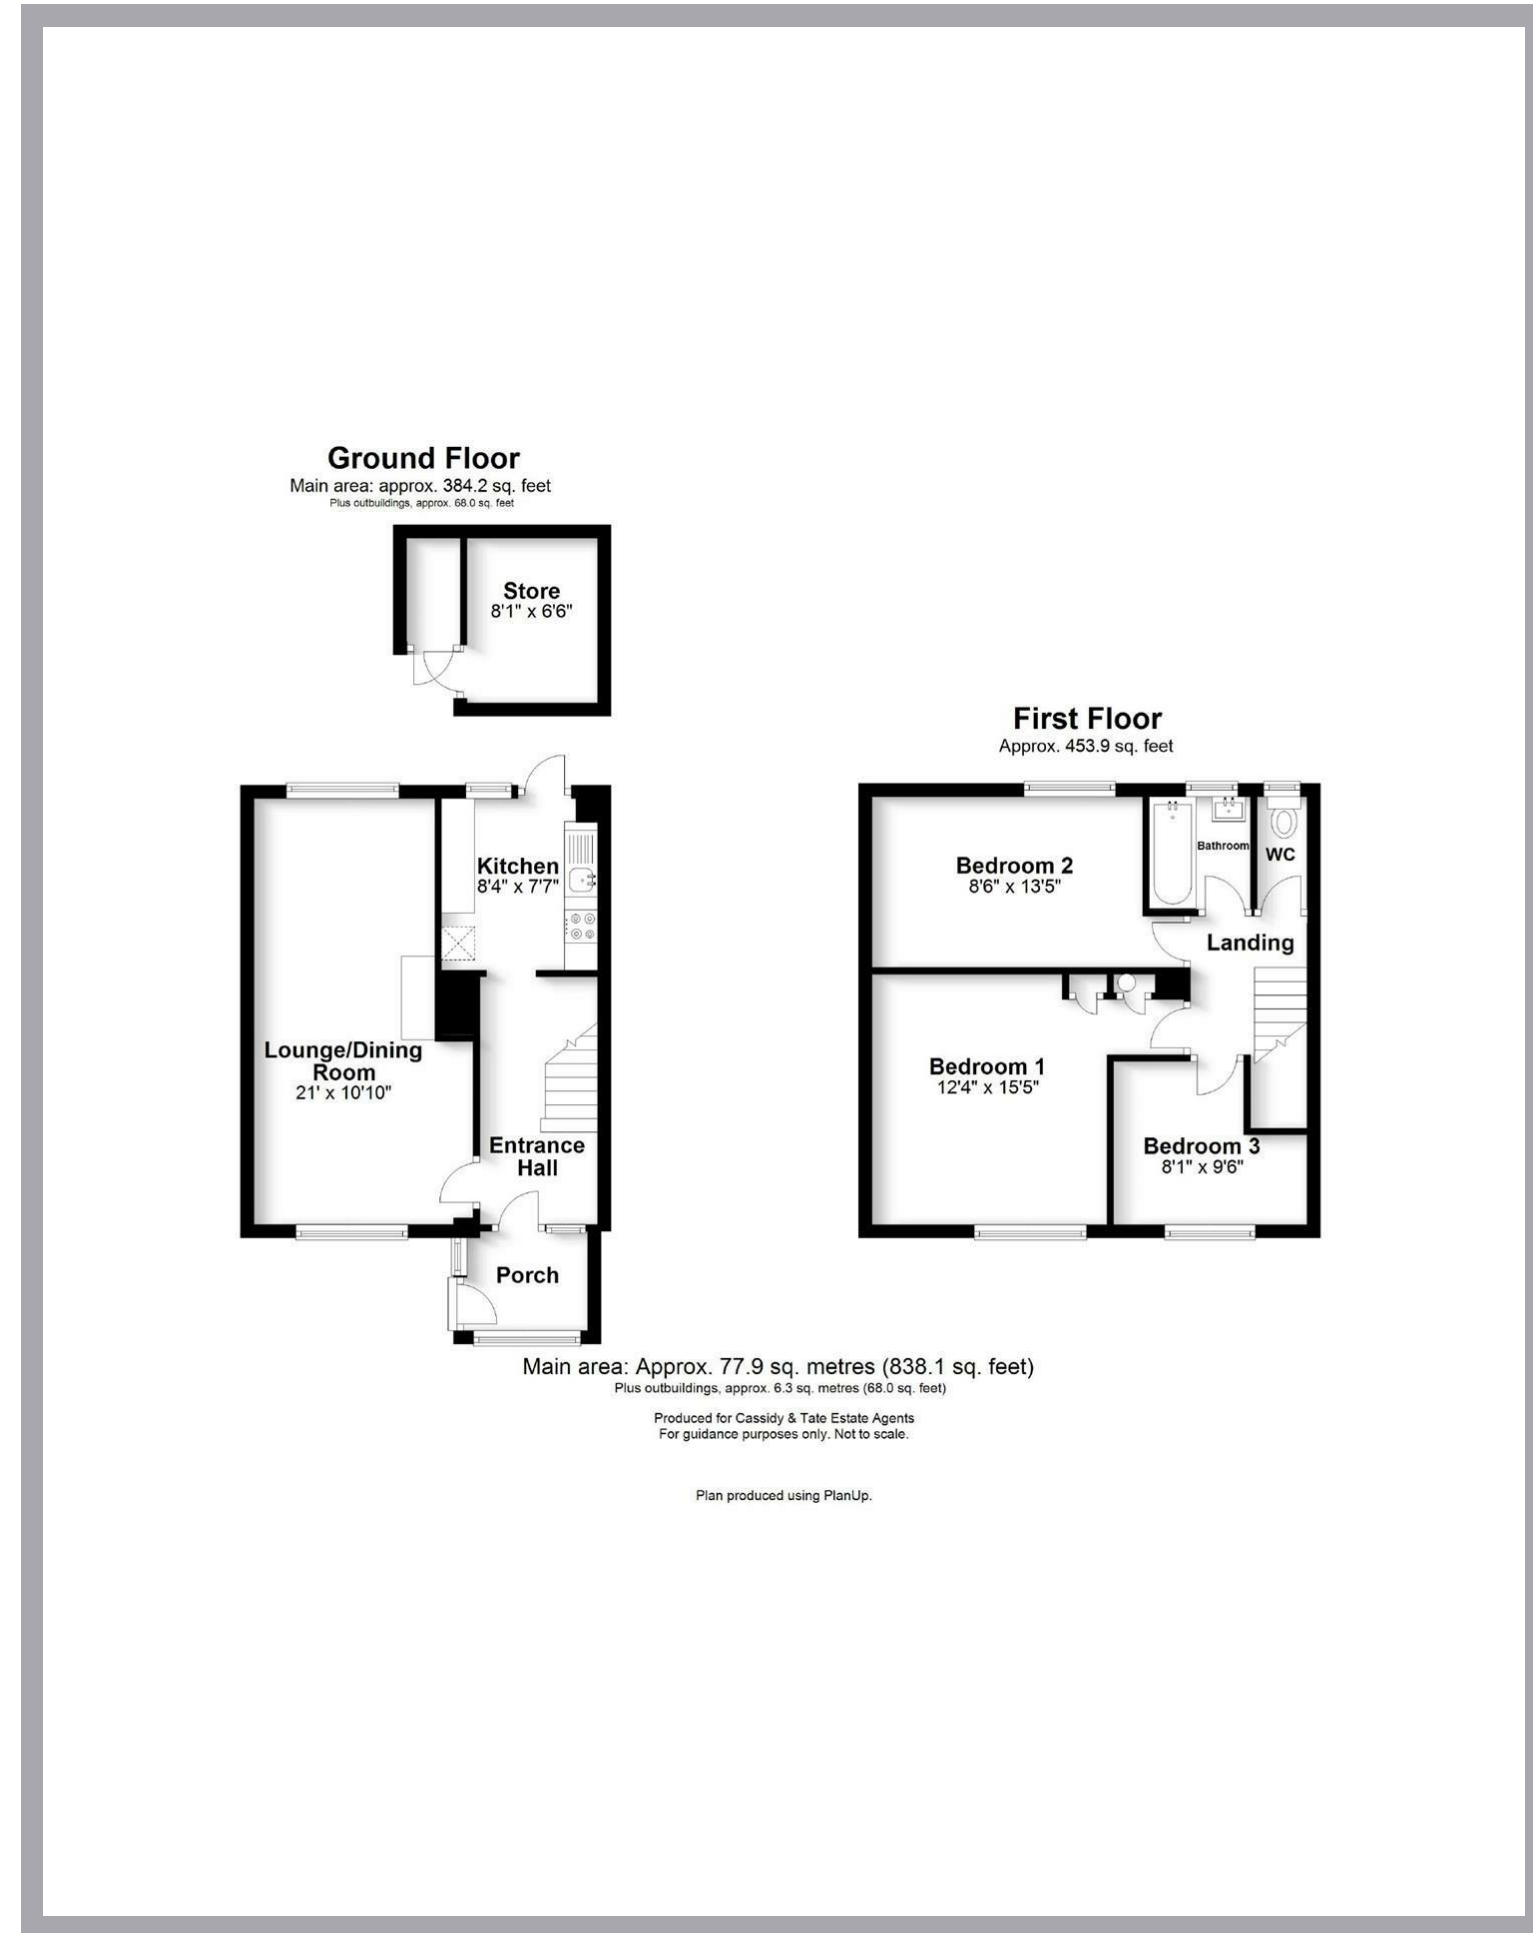 Ground Floor
Main area: approx. 384.2 sq. feet
Plus outbuildings, approx. 68.0 sq. feet
Store
8'1" x 6'6"
Kitchen
8'4" x 7'7"
Lounge/Dining
Room
21' x 10'10"
Entrance
Hall
Porch
First Floor
Approx. 453.9 sq. feet
Bedroom 2
8'6" x 13'5"
Bathroom
WC
Landing
Bedroom 1
12'4" x 15'5"
Bedroom 3
8'1" x 9'6"
Main area: Approx. 77.9 sq. metres (838.1 sq. feet)
Plus outbuildings, approx. 6.3 sq. metres (68.0 sq. feet)
Produced for Cassidy & Tate Estate Agents
For guidance purposes only. Not to scale.
Plan produced using PlanUp.